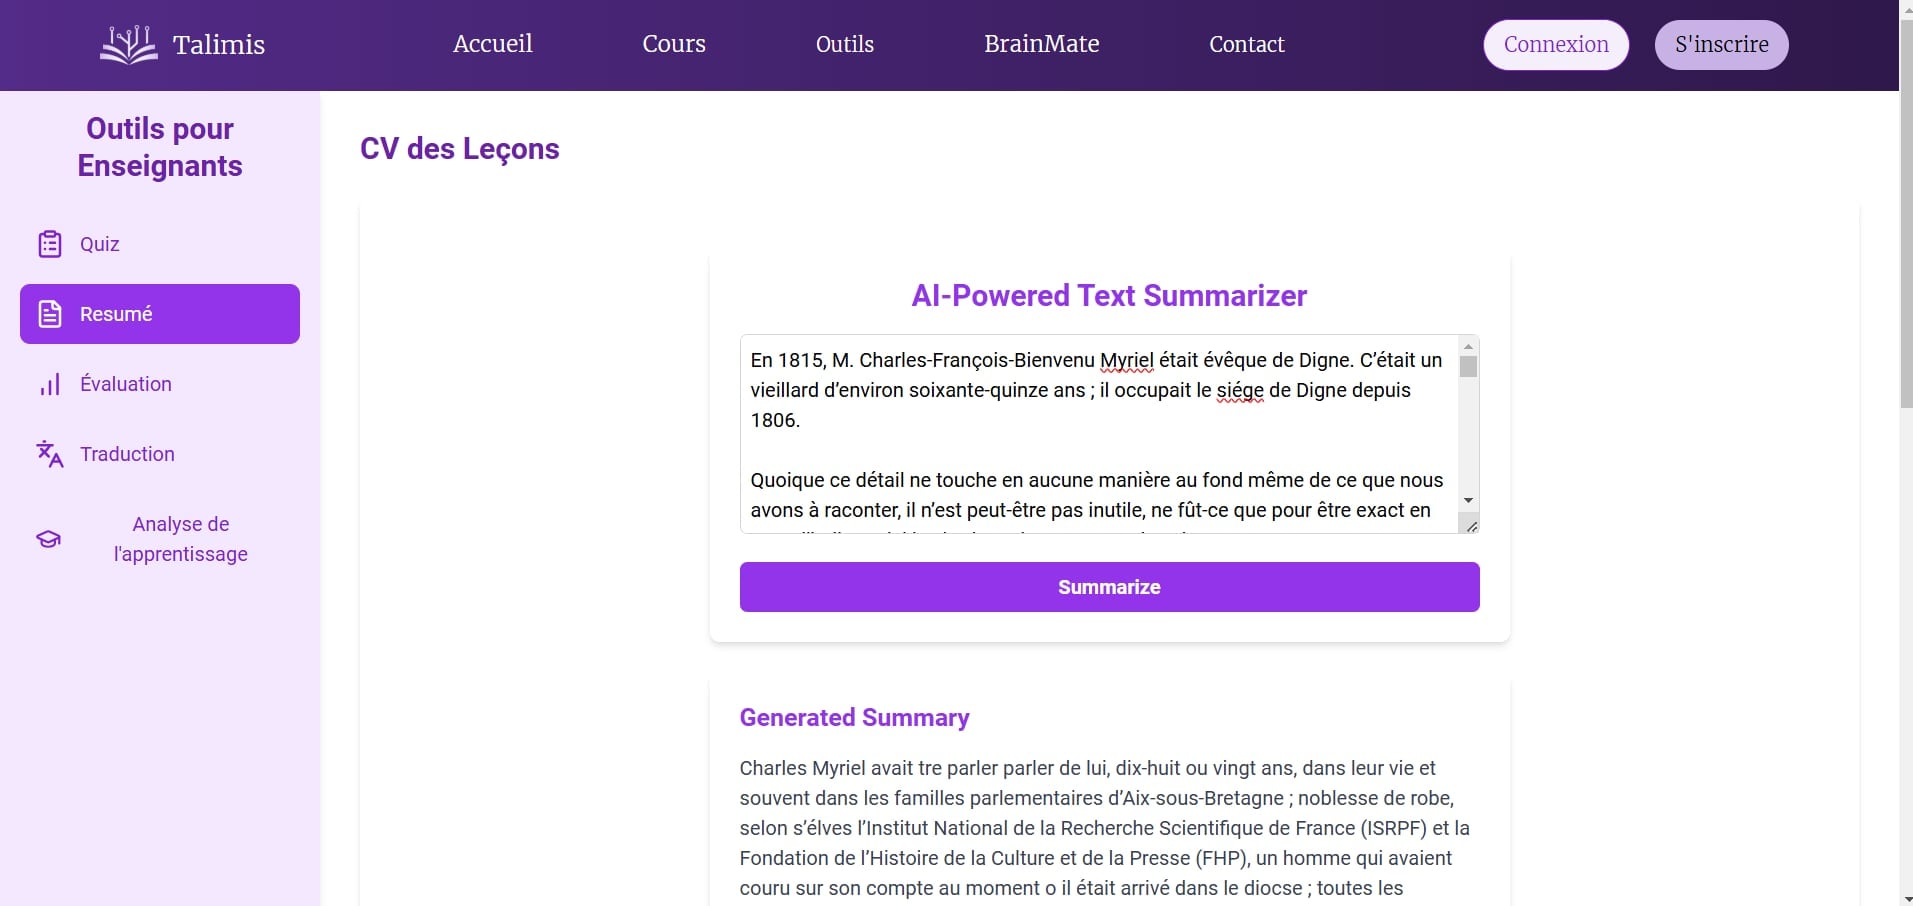 Talimis
Accueil
Cours
Outils
BrainMate
Contact
Connexion
S'inscrire
Outils pour
Enseignants
Quiz
Resumé
Évaluation
Traduction
Analyse de
l'apprentissage
CV des Leçons
AI-Powered Text Summarizer
En 1815, M. Charles-François-Bienvenu Myriel était évêque de Digne. C’était un
vieillard d’environ soixante-quinze ans ; il occupait le siége de Digne depuis
1806.
Quoique ce détail ne touche en aucune manière au fond même de ce que nous
avons à raconter, il n’est peut-être pas inutile, ne fût-ce que pour être exact en
Summarize
Generated Summary
Charles Myriel avait tre parler parler de lui, dix-huit ou vingt ans, dans leur vie et
souvent dans les familles parlementaires d’Aix-sous-Bretagne ; noblesse de robe,
selon s’élves l’Institut National de la Recherche Scientifique de France (ISRPF) et la
Fondation de l’Histoire de la Culture et de la Presse (FHP), un homme qui avaient
couru sur son compte au moment o il était arrivé dans le diocse ; toutes les